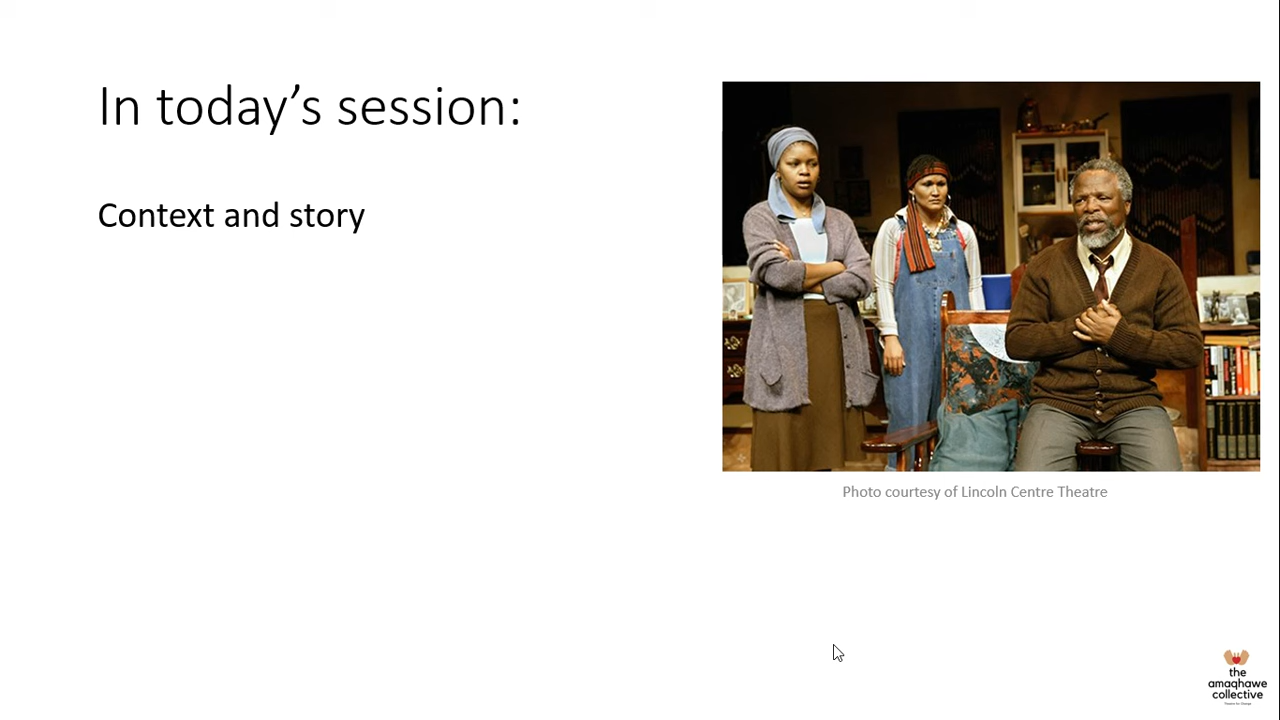 In today’s session:
Context and story
Photo courtesy of Lincoln Centre Theatre
the
amaqhawe
collective